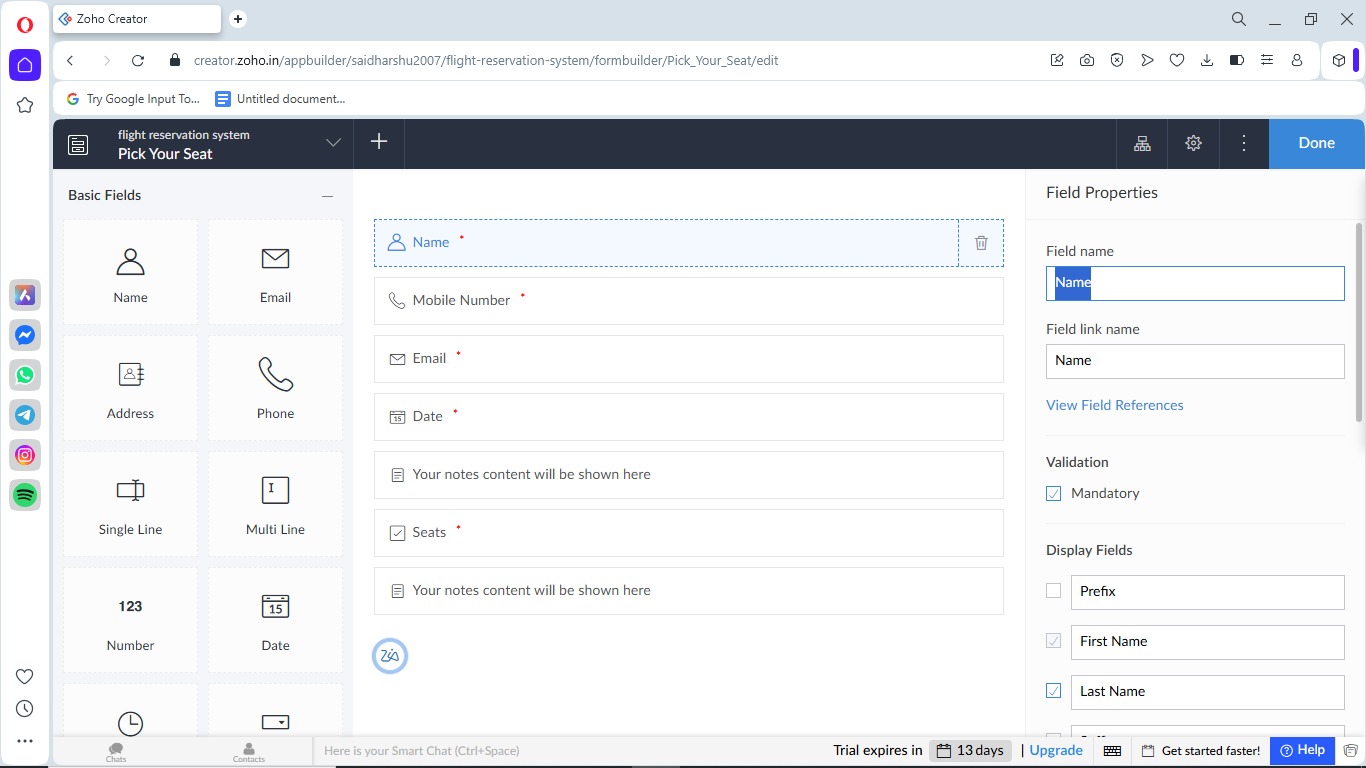 Zoho Creator
creator.zoho.in/appbuilder/saidharshu2007/flight-reservation-system/formbuilder/Pick_Your_Seat/edit
Try Google Input To...
Untitled document...
flight reservation system
Pick Your Seat
Done
Basic Fields
Name
Email
Address
Phone
Single Line
Multi Line
123
Number
15
Date
Name *
Mobile Number *
Email *
15 Date *
Your notes content will be shown here
Seats *
Your notes content will be shown here
Zia
Field Properties
Field name
Name
Field link name
Name
View Field References
Validation
Mandatory
Display Fields
Prefix
First Name
Last Name
Chats
Contacts
Here is your Smart Chat (Ctrl+Space)
Trial expires in 13 days | Upgrade
Get started faster!
Help